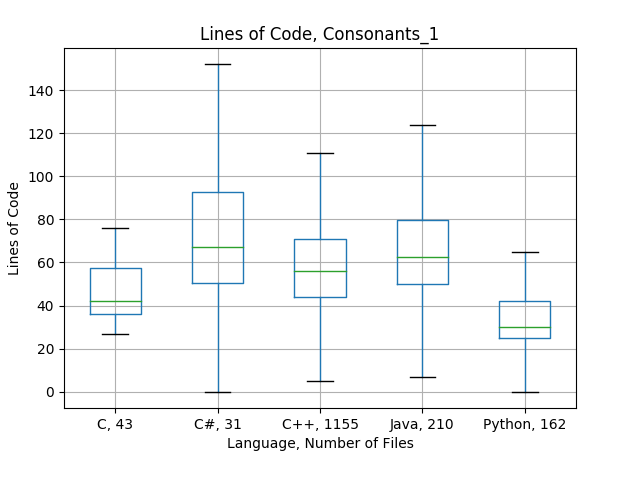 Lines of Code, Consonants_1
140
120
100
80
60
40
20
0
Lines of Code
C, 43 C#, 31 C++, 1155 Java, 210 Python, 162
Language, Number of Files